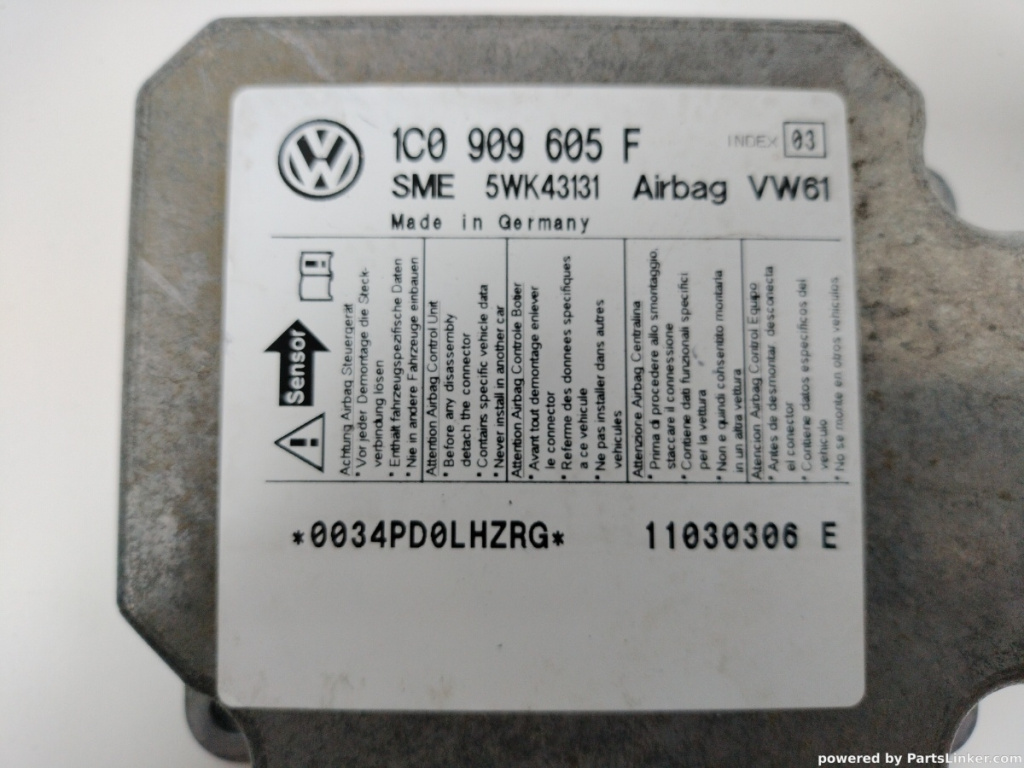 1C0 909 605 F
INDEX 03
SME 5WK43131 Airbag VW61
Made in Germany
Sensor
Achtung Airbag Steuergerät
* Vor jeder Demontage die Steck-
verbindung lösen
* Enthält fahrzeugspezifische Daten
* Nie in andere Fahrzeuge einbauen
Attention Airbag Control Unit
* Before any disassembly
detach the connector
* Contains specific vehicle data
* Never install in another car
Attention Airbag Controle Boitier
* Avant tout demontage enlever
le connector
* Referme des donnees specifiques
a ce vehicule
* Ne pas installer dans autres
vehicules
Attenzione Airbag Centralina
* Prima di procedere allo smontaggio,
staccare il connessione
* Contiene dati funzionali specifici
per la vettura
* Non e quindi consentito montarla
in un altra vettura
Atencion Airbag Control Equipo
* Antes de desmontar desconecta
el conector
* Contiene datos especificos del
vehiculo
* No se monte en otros vehiculos
*0034PD0LHZRG*
11030306 E
powered by PartsLinker.com